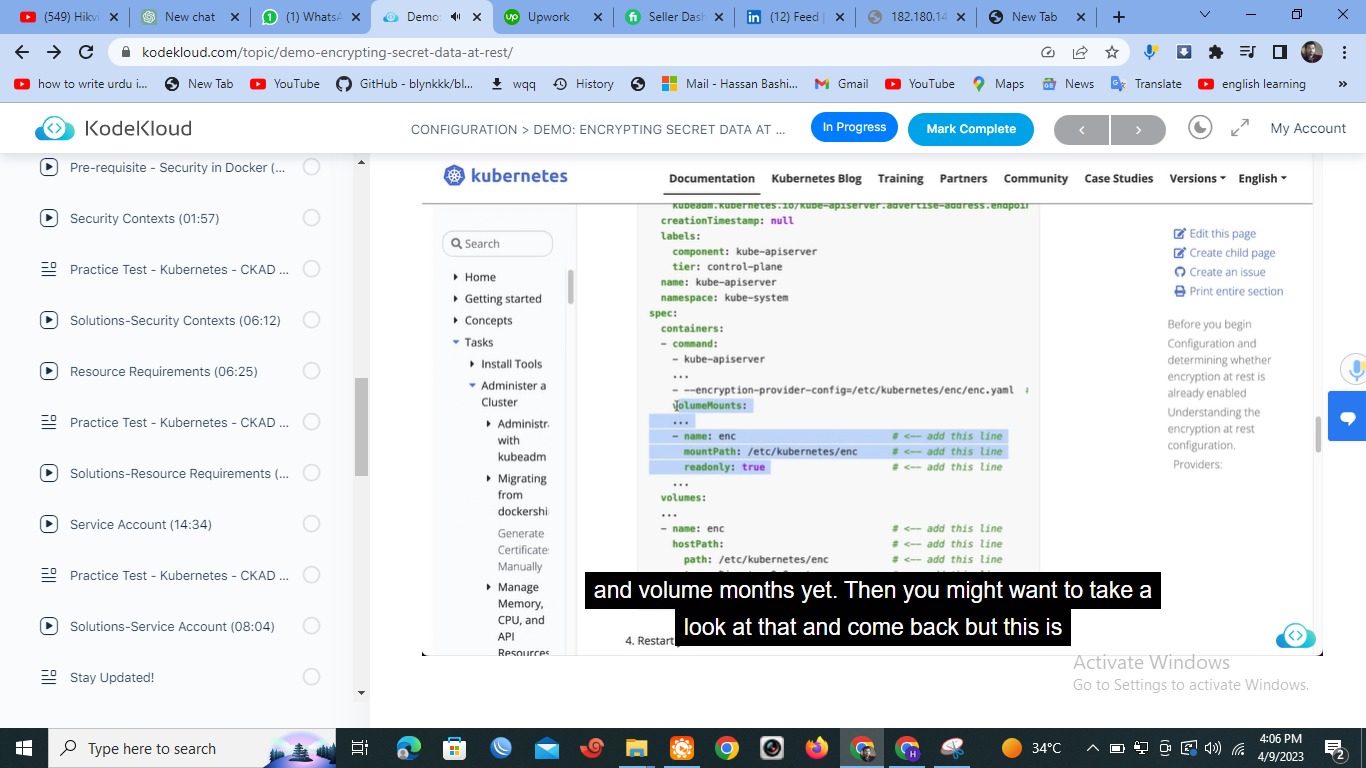 (549) Hikv
New chat
(1) WhatsA
Demo:
Upwork
Seller Dash
(12) Feed |
182.180.14
New Tab
kodekloud.com/topic/demo-encrypting-secret-data-at-rest/
how to write urdu i...
New Tab
YouTube
GitHub - blynkkk/bl...
wqq
History
Mail - Hassan Bashi...
Gmail
YouTube
Maps
News
Translate
english learning
»
KodeKloud
CONFIGURATION > DEMO: ENCRYPTING SECRET DATA AT ...
In Progress
Mark Complete
My Account
Pre-requisite - Security in Docker (...
Security Contexts (01:57)
Practice Test - Kubernetes - CKAD ...
Solutions-Security Contexts (06:12)
Resource Requirements (06:25)
Practice Test - Kubernetes - CKAD ...
Solutions-Resource Requirements (...
Service Account (14:34)
Practice Test - Kubernetes - CKAD ...
Solutions-Service Account (08:04)
Stay Updated!
kubernetes
Documentation
Kubernetes Blog
Training
Partners
Community
Case Studies
Versions
English
Search
Home
Getting started
Concepts
Tasks
Install Tools
Administer a
Cluster
Administr
with
kubeadm
Migrating
from
dockershi
Generate
Certificates
Manually
Manage
Memory,
CPU, and
API
Resources
kubeadm.kubernetes.io/kube-apiserver.advertise-address.endpoin
creationTimestamp: null
labels:
component: kube-apiserver
tier: control-plane
name: kube-apiserver
namespace: kube-system
spec:
containers:
- command:
- kube-apiserver
...
- --encryption-provider-config=/etc/kubernetes/enc/enc.yaml #
volumeMounts:
...
- name: enc # <-- add this line
mountPath: /etc/kubernetes/enc # <-- add this line
readonly: true # <-- add this line
...
volumes:
...
- name: enc # <-- add this line
hostPath: # <-- add this line
path: /etc/kubernetes/enc # <-- add this line
4. Restart
Edit this page
Create child page
Create an issue
Print entire section
Before you begin
Configuration and
determining whether
encryption at rest is
already enabled
Understanding the
encryption at rest
configuration.
Providers:
and volume months yet. Then you might want to take a
look at that and come back but this is
Activate Windows
Go to Settings to activate Windows.
Type here to search
34°C
4:06 PM
4/9/2023
2